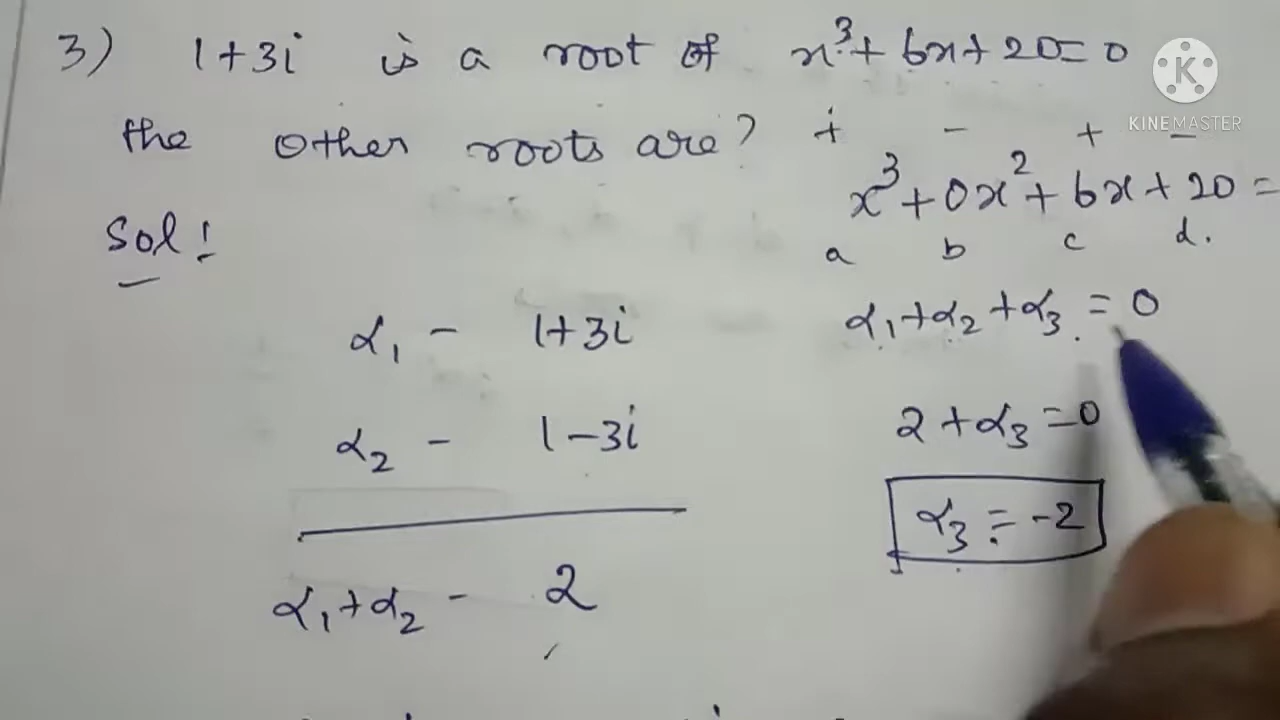 3) 1+3i is a root of x³+6x+20=0
the other roots are?
+ - + -
x³+0x²+6x+20=
a b c d.
Sol:
α₁ - 1+3i
α₂ - 1-3i
α₁+α₂ - 2
α₁+α₂+α₃=0
2+α₃=0
α₃=-2
K
KINEMASTER